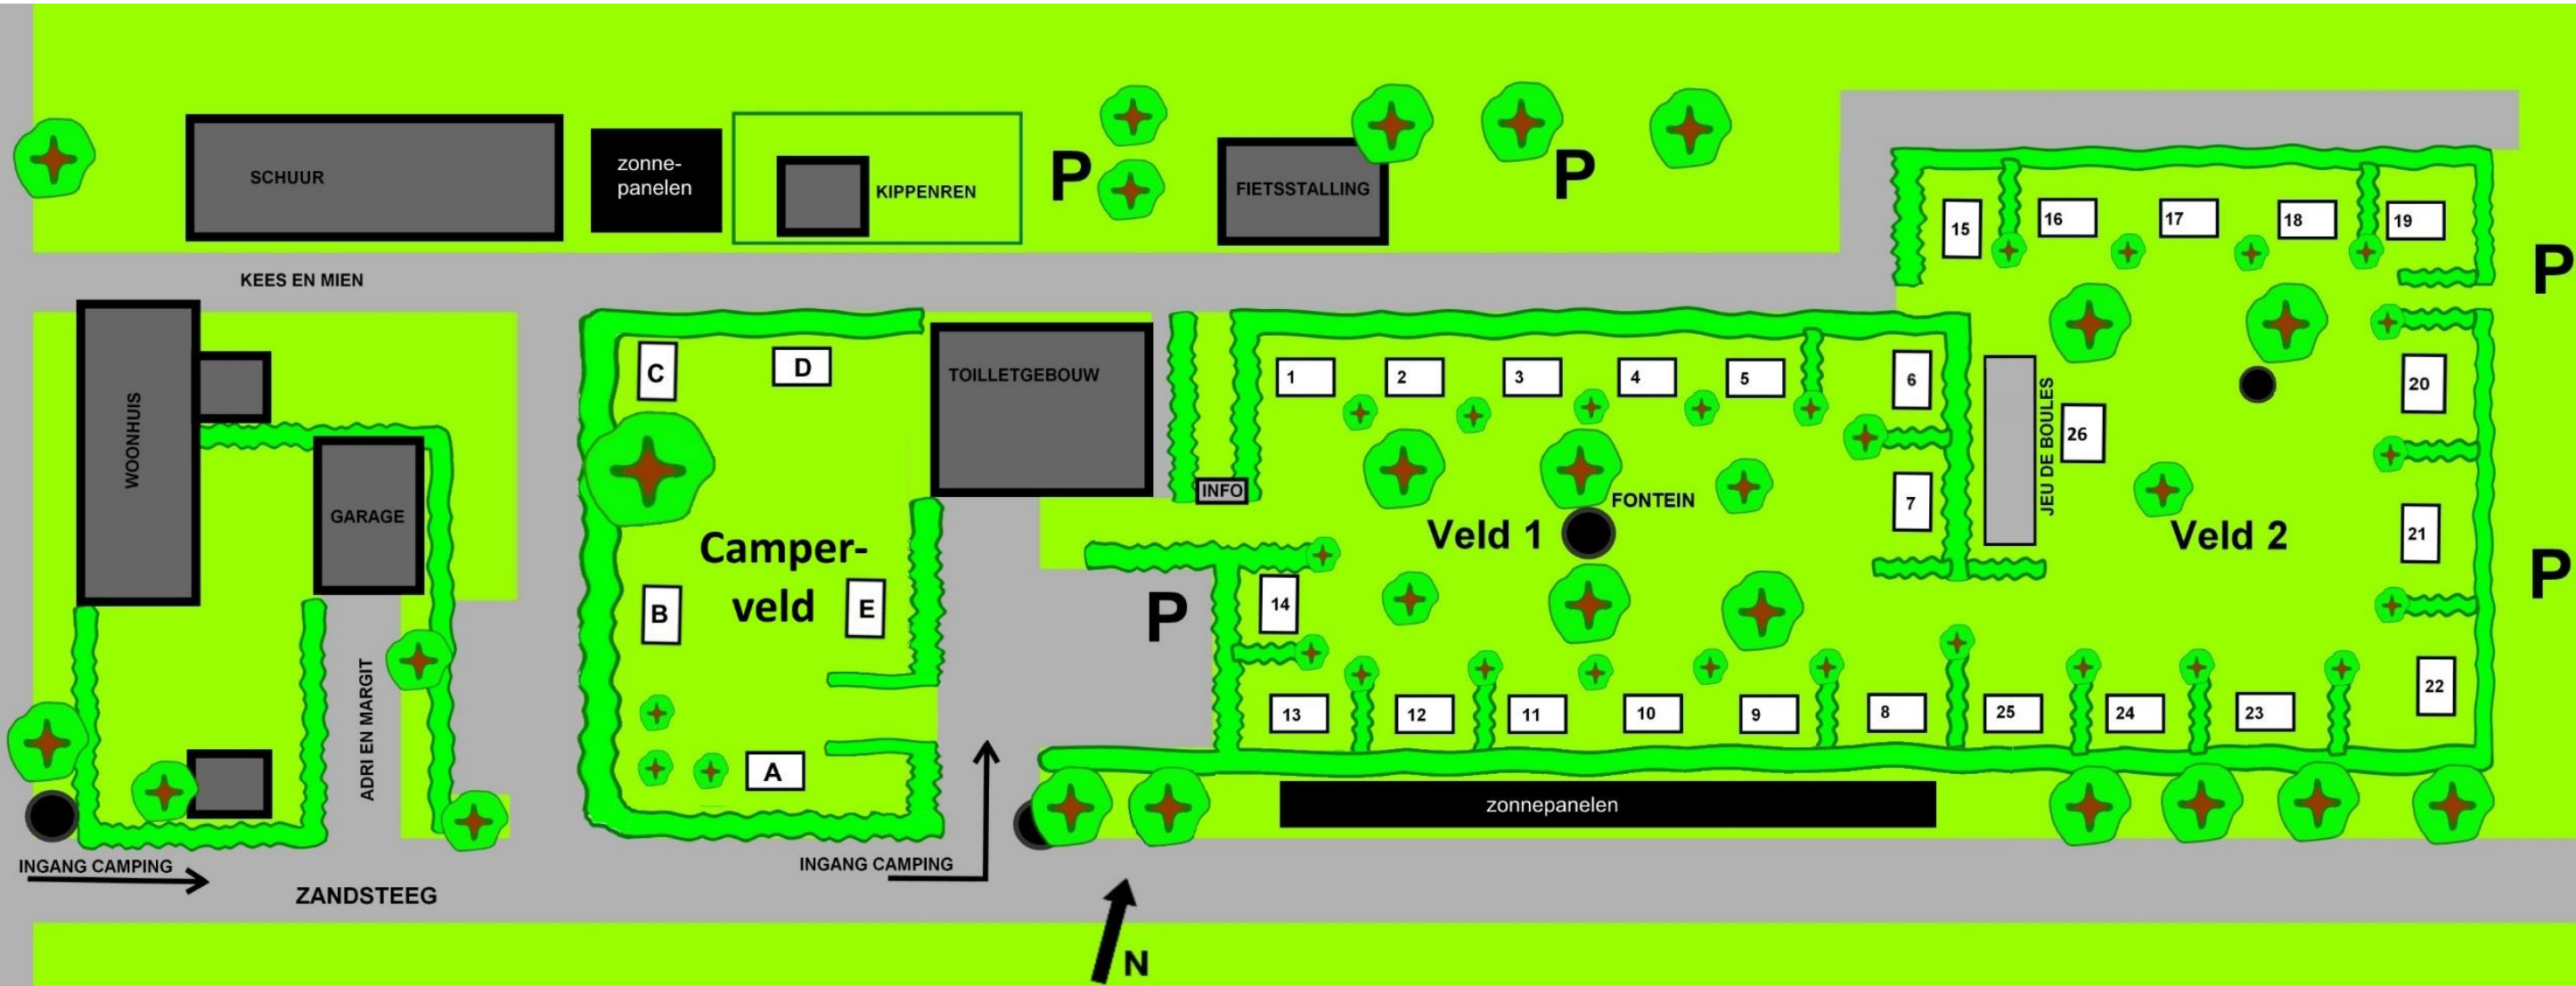 SCHUUR
zonne-
panelen
KIPPENREN
P
FIETSSTALLING
P
KEES EN MIEN
15
16
17
18
19
P
WOONHUIS
C
D
TOILLETGEBOUW
1
2
3
4
5
6
JEU DE BOULES
20
26
GARAGE
INFO
FONTEIN
7
Camper-
veld
Veld 1
Veld 2
21
P
B
E
P
14
ADRI EN MARGIT
13
12
11
10
9
8
25
24
23
22
A
zonnepanelen
INGANG CAMPING
INGANG CAMPING
ZANDSTEEG
N